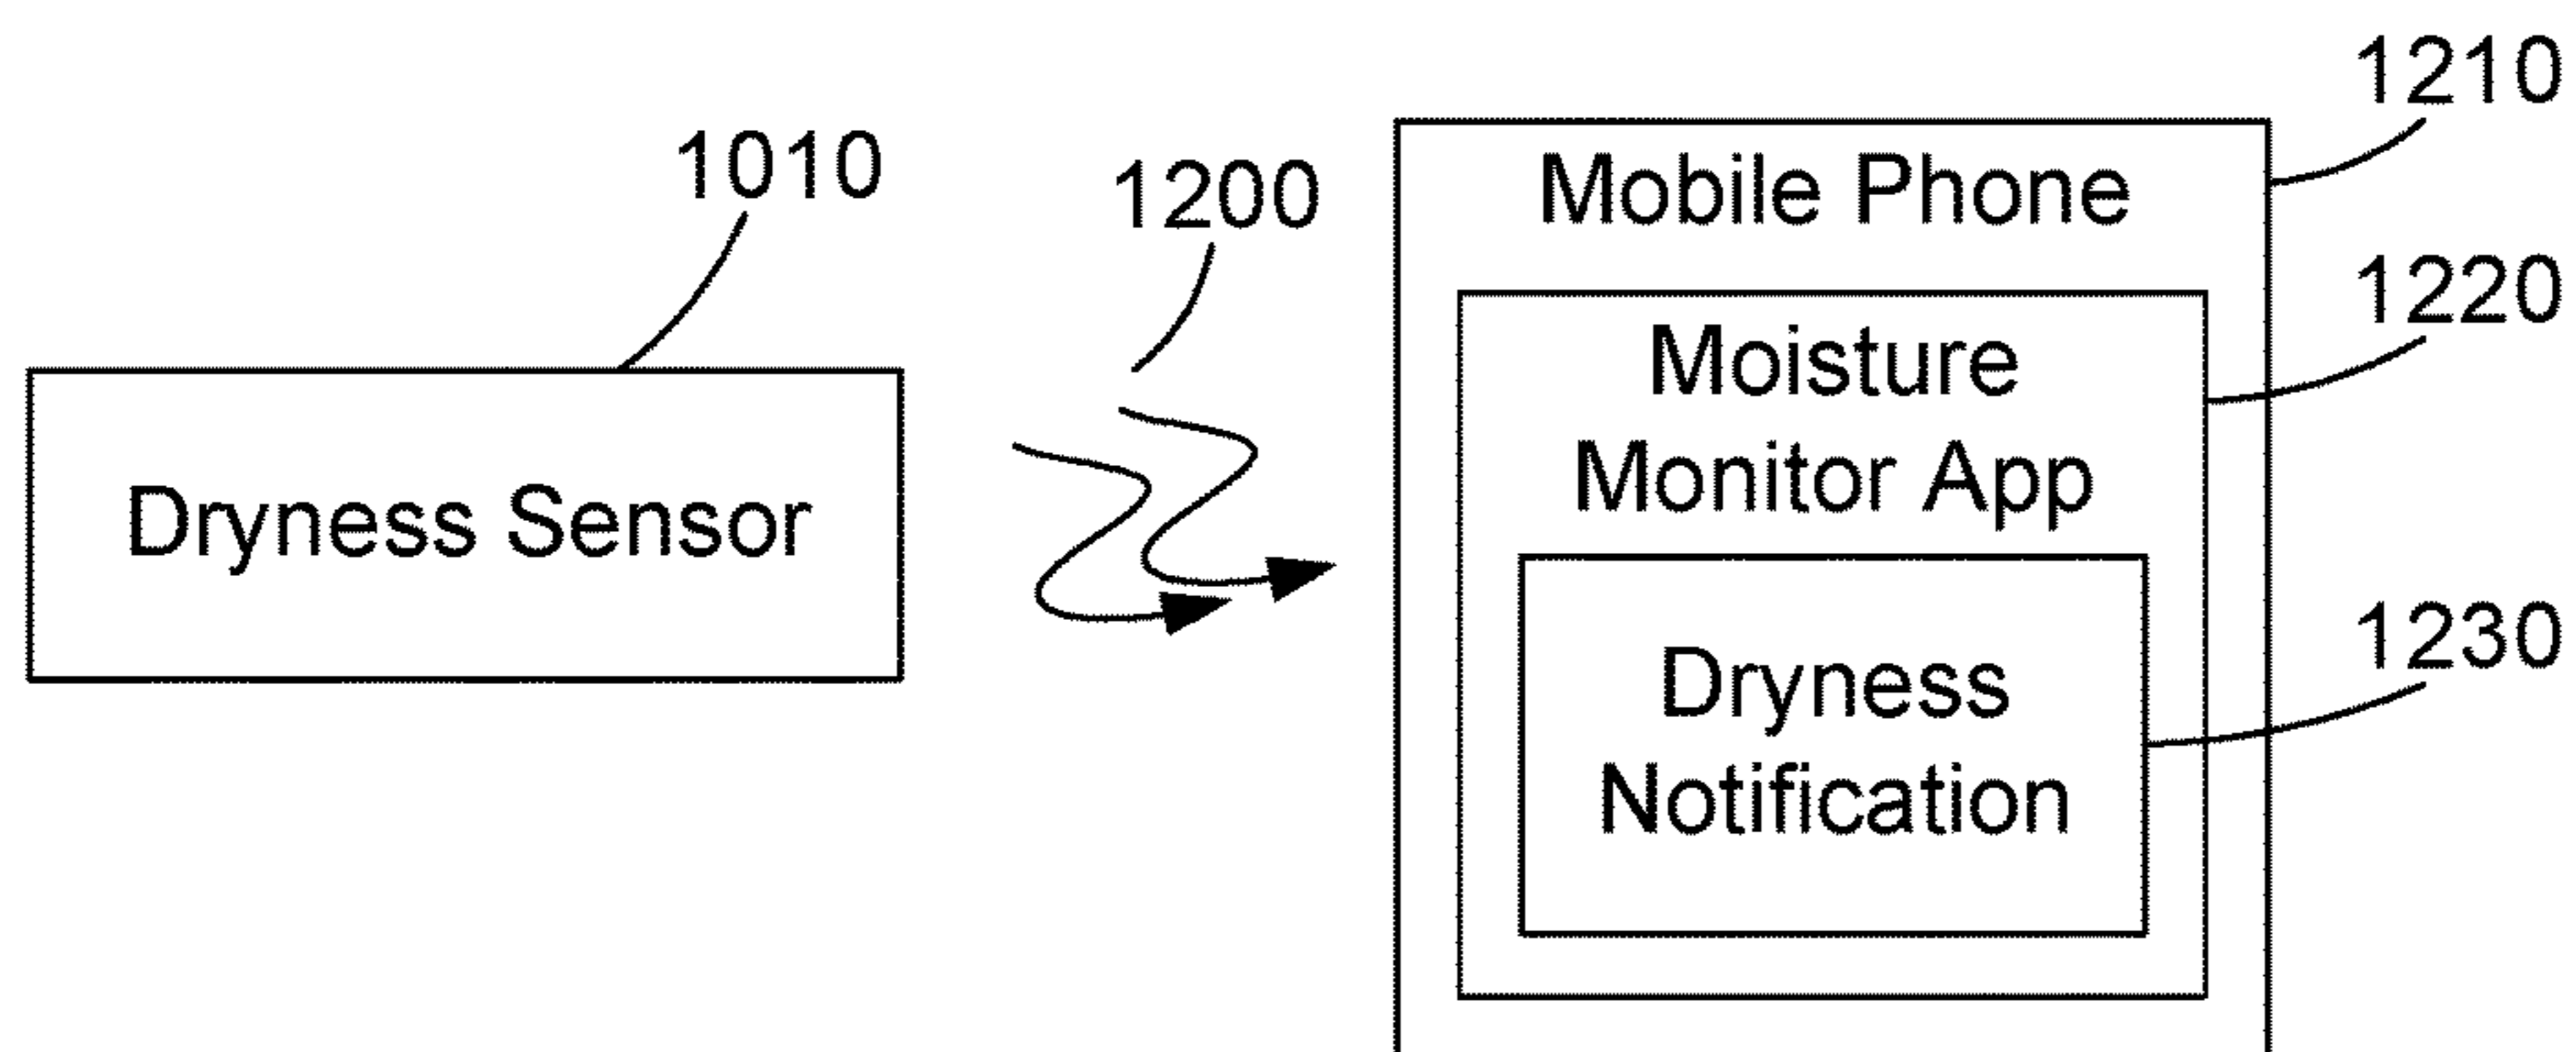 1210
Mobile Phone
1010
1200
1220
Moisture
Monitor App
Dryness Sensor
1230
Dryness
Notification